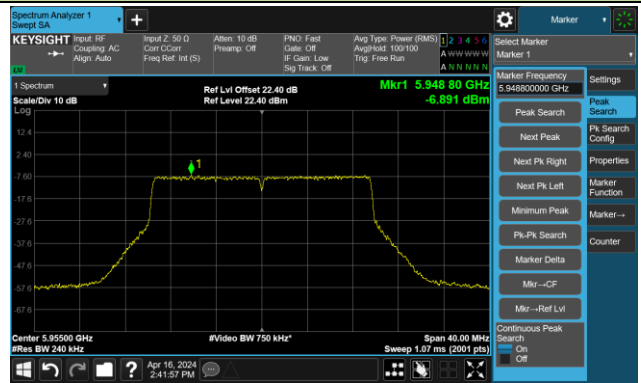 Spectrum Analyzer 1
Swept SA
Marker
KEYSIGHT
Input: RF
Coupling: AC
Align: Auto
Input Z: 50 Ω
Corr CCorr
Freq Ref: Int (S)
Atten: 10 dB
Preamp: Off
PNO: Fast
Gate: Off
IF Gain: Low
Sig Track: Off
Avg Type: Power (RMS)
Avg|Hold: 100/100
Trig: Free Run
1 2 3 4 5 6
A W W W W W
A N N N N N
LW
Select Marker
Marker 1
1 Spectrum
Scale/Div 10 dB
Log
Ref Lvl Offset 22.40 dB
Ref Level 22.40 dBm
Mkr1 5.948 80 GHz
-6.891 dBm
12.4
2.40
-7.60
-17.6
-27.6
-37.6
-47.6
-57.6
-67.6
1
Center 5.95500 GHz
#Res BW 240 kHz
#Video BW 750 kHz*
Span 40.00 MHz
Sweep 1.07 ms (2001 pts)
Marker Frequency
5.948800000 GHz
Peak Search
Next Peak
Next Pk Right
Next Pk Left
Minimum Peak
Pk-Pk Search
Marker Delta
Mkr→CF
Mkr→Ref Lvl
Continuous Peak
Search
On
Off
Settings
Peak
Search
Pk Search
Config
Properties
Marker
Function
Marker→
Counter
?
Apr 16, 2024
2:41:57 PM